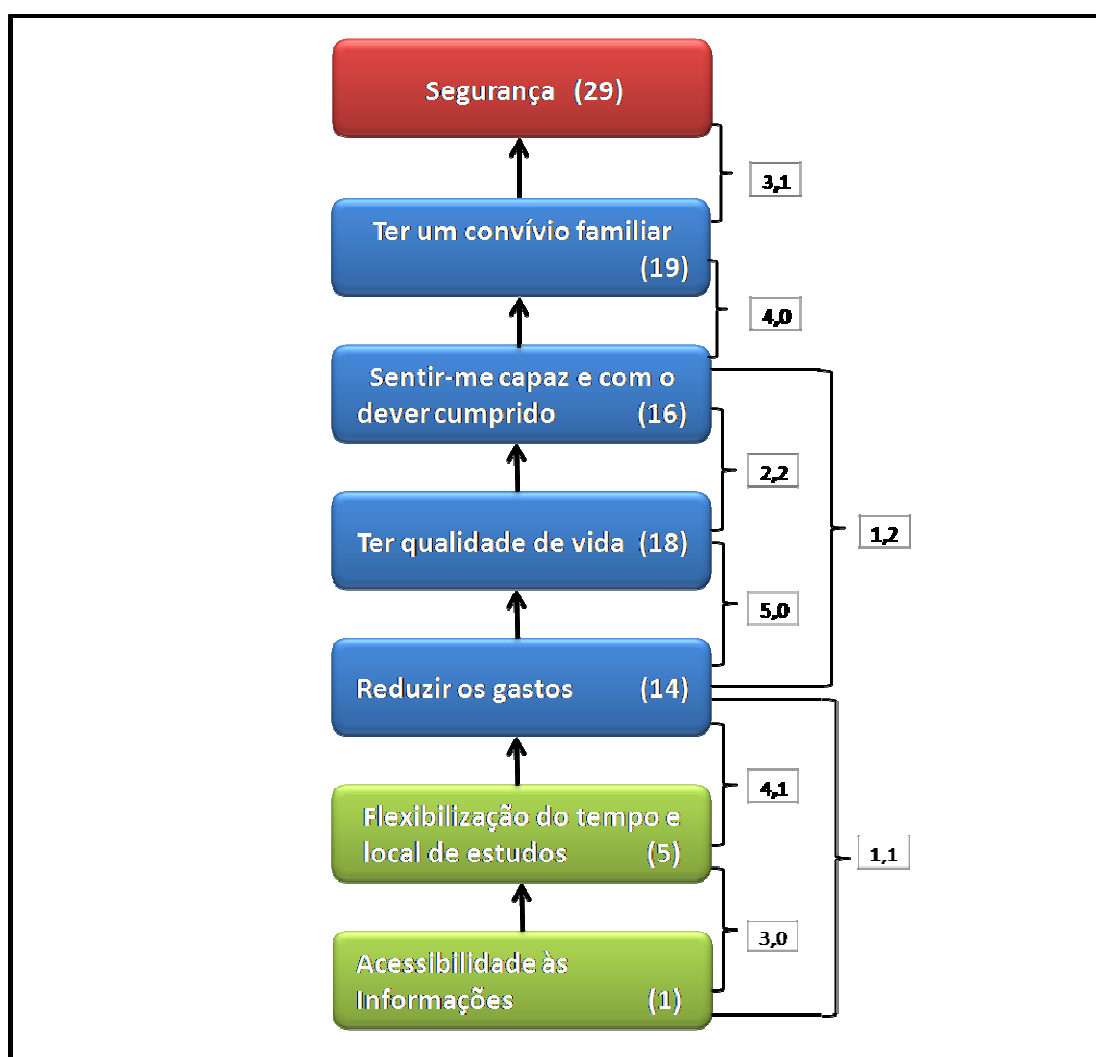 Segurança (29)
3,1
Ter um convívio familiar
(19)
4,0
Sentir-me capaz e com o
dever cumprido (16)
2,2
1,2
Ter qualidade de vida (18)
5,0
Reduzir os gastos (14)
4,1
Flexibilização do tempo e
local de estudos (5)
1,1
3,0
Acessibilidade às
Informações (1)